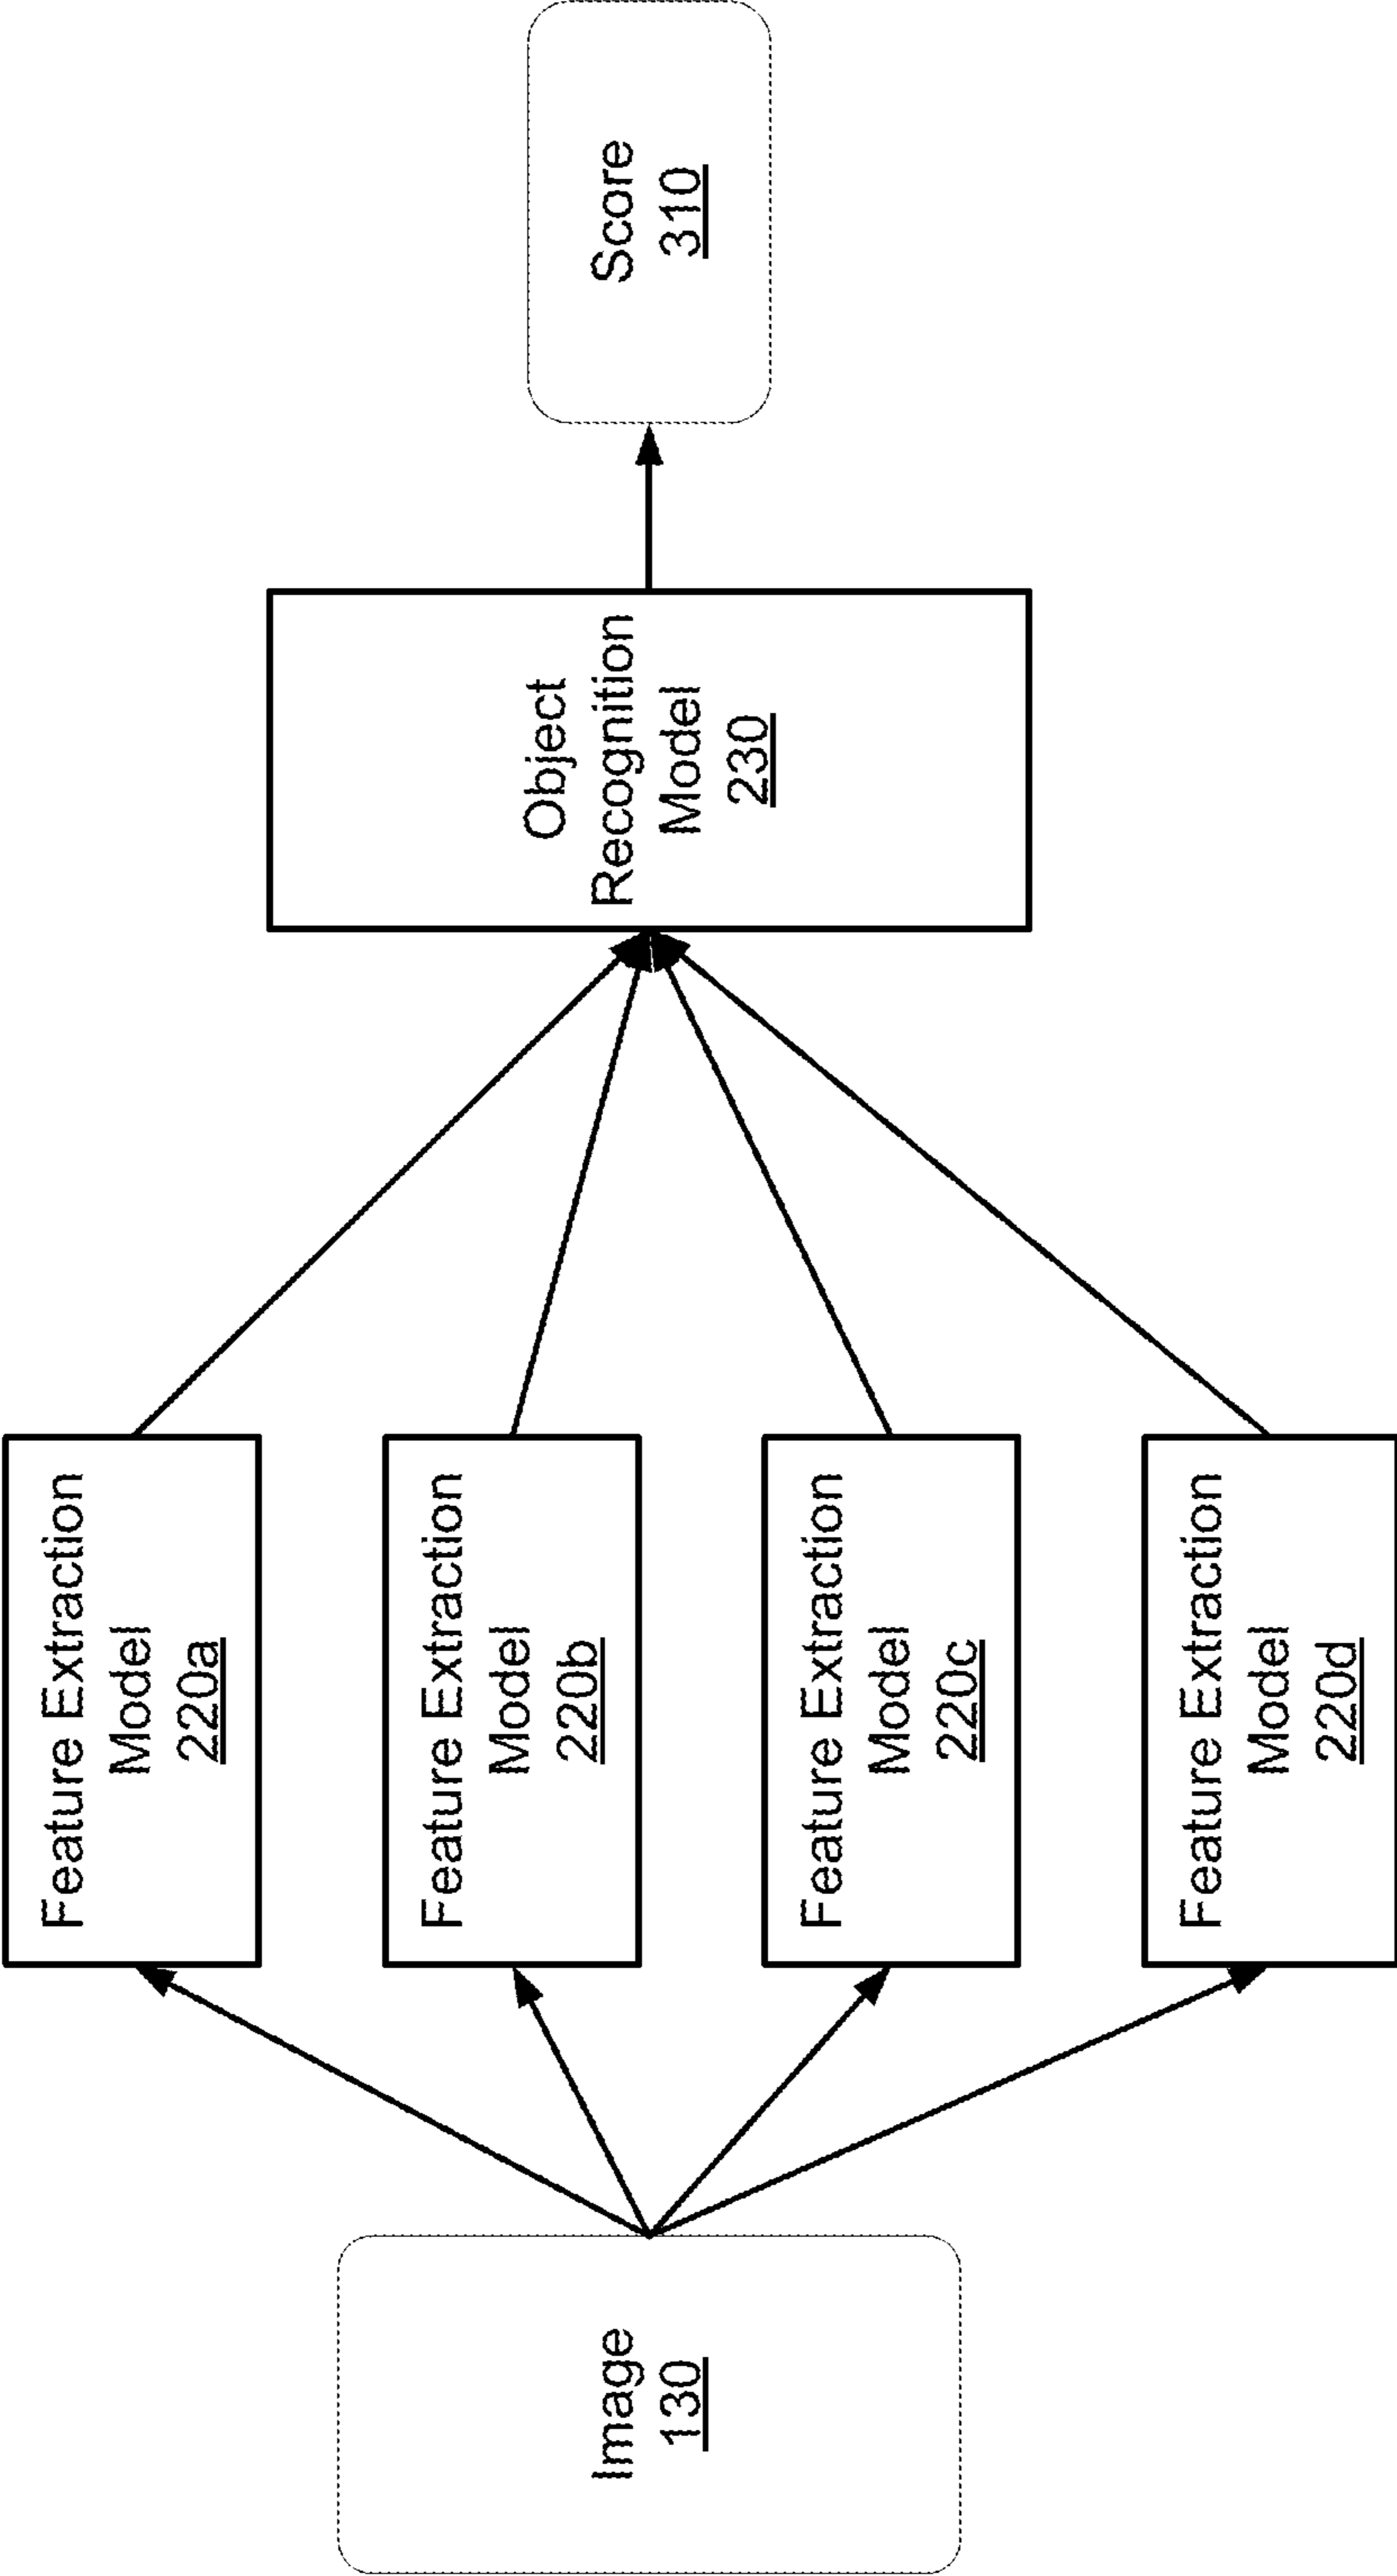 Image
130
Feature Extraction
Model
220a
Feature Extraction
Model
220b
Feature Extraction
Model
220c
Feature Extraction
Model
220d
Object
Recognition
Model
230
Score
310